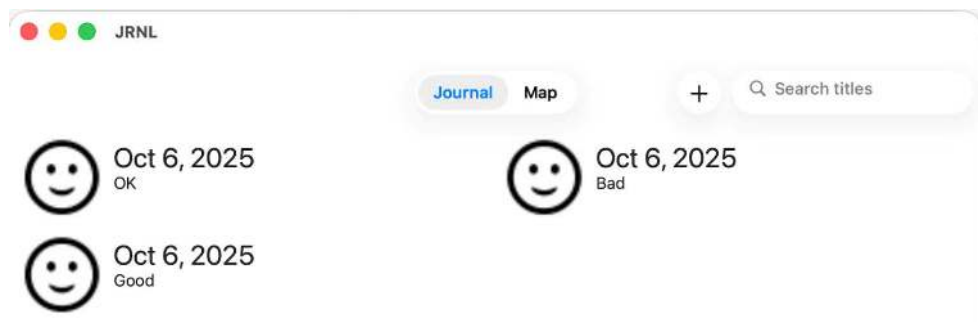 JRNL
Journal Map
Search titles
Oct 6, 2025
OK
Oct 6, 2025
Bad
Oct 6, 2025
Good